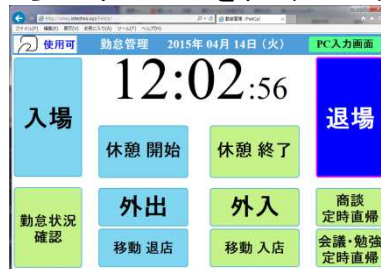 使用可
勤怠管理 2015年 04月 14日（火）
PC入力画面
12:02:56
入場
退場
休憩 開始
休憩 終了
勤怠状況
確認
外出
外入
商談
定時直帰
移動 退店
移動 入店
会議・勉強
定時直帰